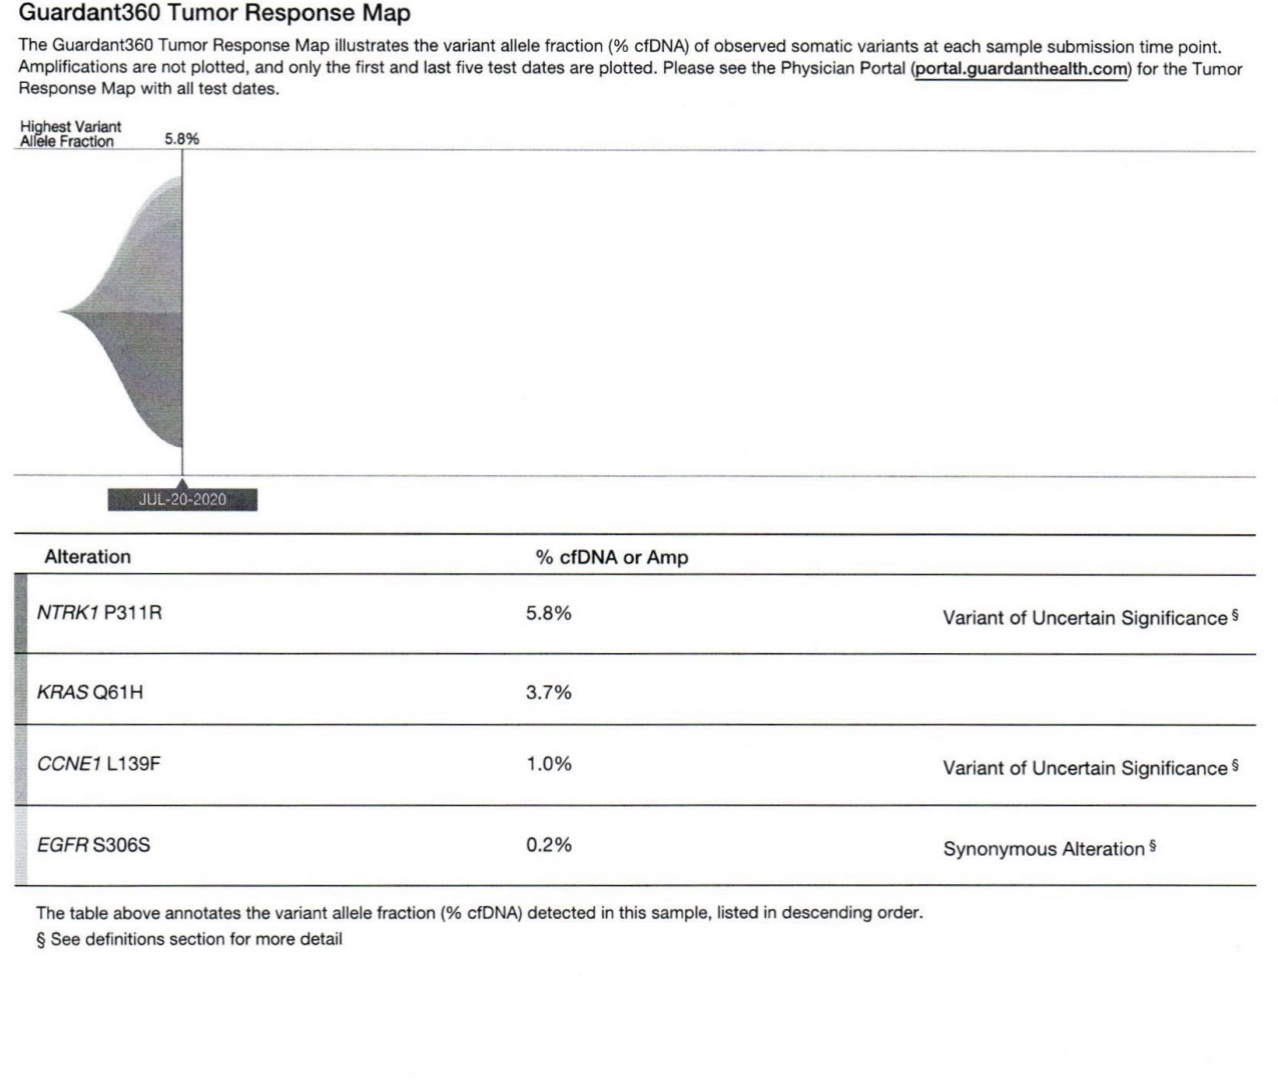 Guardant360 Tumor Response Map
The Guardant360 Tumor Response Map illustrates the variant allele fraction (% cfDNA) of observed somatic variants at each sample submission time point.
Amplifications are not plotted, and only the first and last five test dates are plotted. Please see the Physician Portal (portal.guardanthealth.com) for the Tumor
Response Map with all test dates.
Highest Variant
Allele Fraction 5.8%
JUL-20-2020
Alteration % cfDNA or Amp
NTRK1 P311R 5.8% Variant of Uncertain Significance §
KRAS Q61H 3.7%
CCNE1 L139F 1.0% Variant of Uncertain Significance §
EGFR S306S 0.2% Synonymous Alteration §
The table above annotates the variant allele fraction (% cfDNA) detected in this sample, listed in descending order.
§ See definitions section for more detail